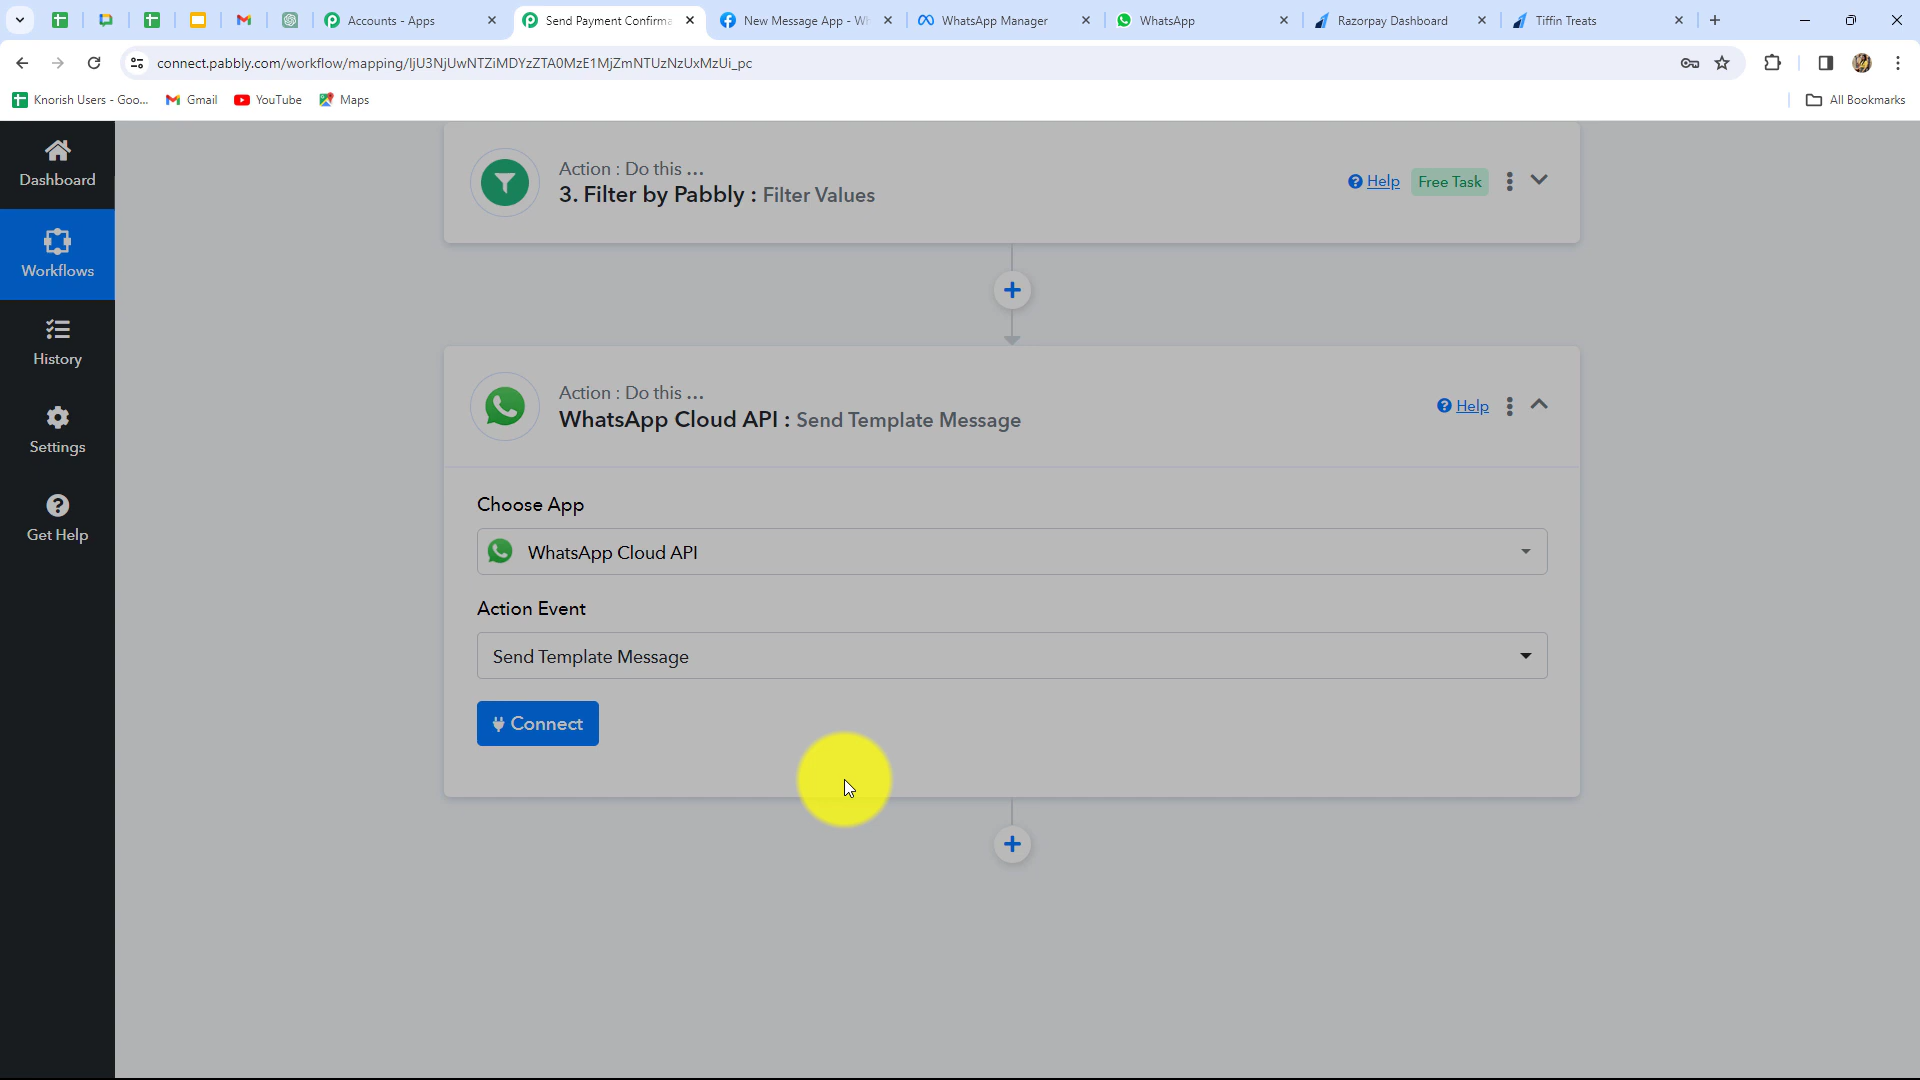 Accounts - Apps
Send Payment Confirma
New Message App - Wh
WhatsApp Manager
WhatsApp
Razorpay Dashboard
Tiffin Treats
connect.pabbly.com/workflow/mapping/IjU3NjUwNTZiMDYzZTA0MzE1MjZmNTUzNzUxMzUi_pc
Knorish Users - Goo...
Gmail
YouTube
Maps
All Bookmarks
Dashboard
Workflows
History
Settings
Get Help
Action : Do this ...
3. Filter by Pabbly : Filter Values
Help
Free Task
Action : Do this ...
WhatsApp Cloud API : Send Template Message
Help
Choose App
WhatsApp Cloud API
Action Event
Send Template Message
Connect